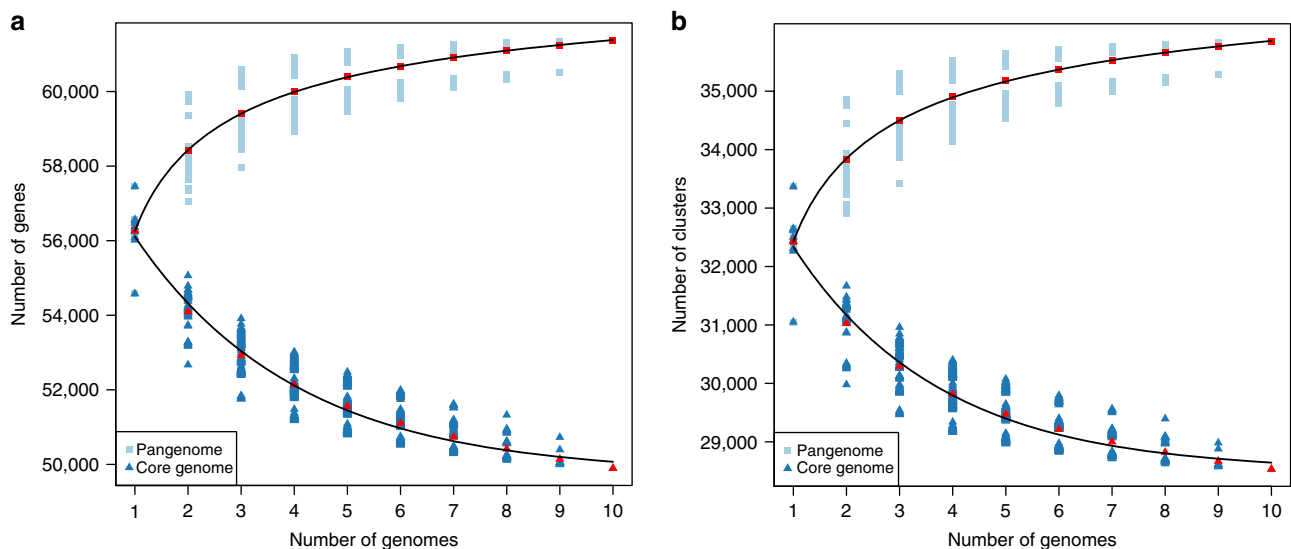 a
Number of genes
60,000
58,000
56,000
54,000
52,000
50,000
Pangenome
Core genome
1 2 3 4 5 6 7 8 9 10
Number of genomes
b
Number of clusters
35,000
34,000
33,000
32,000
31,000
30,000
29,000
Pangenome
Core genome
1 2 3 4 5 6 7 8 9 10
Number of genomes